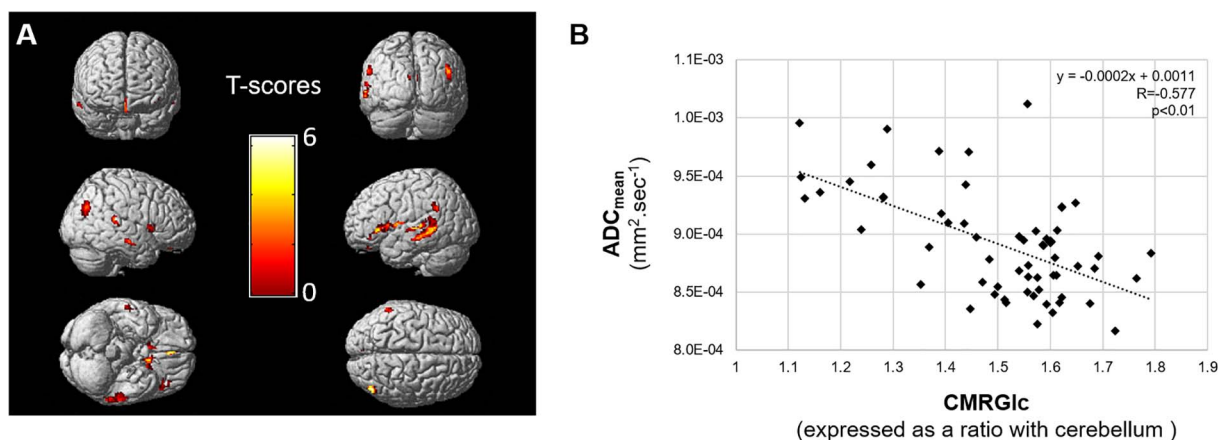 A
T-scores
6
0
B
1.1E-03
1.0E-03
9.5E-04
9.0E-04
8.5E-04
8.0E-04
ADCmean
(mm2.sec-1)
y = -0.0002x + 0.0011
R=-0.577
p<0.01
1 1.1 1.2 1.3 1.4 1.5 1.6 1.7 1.8 1.9
CMRGlc
(expressed as a ratio with cerebellum )